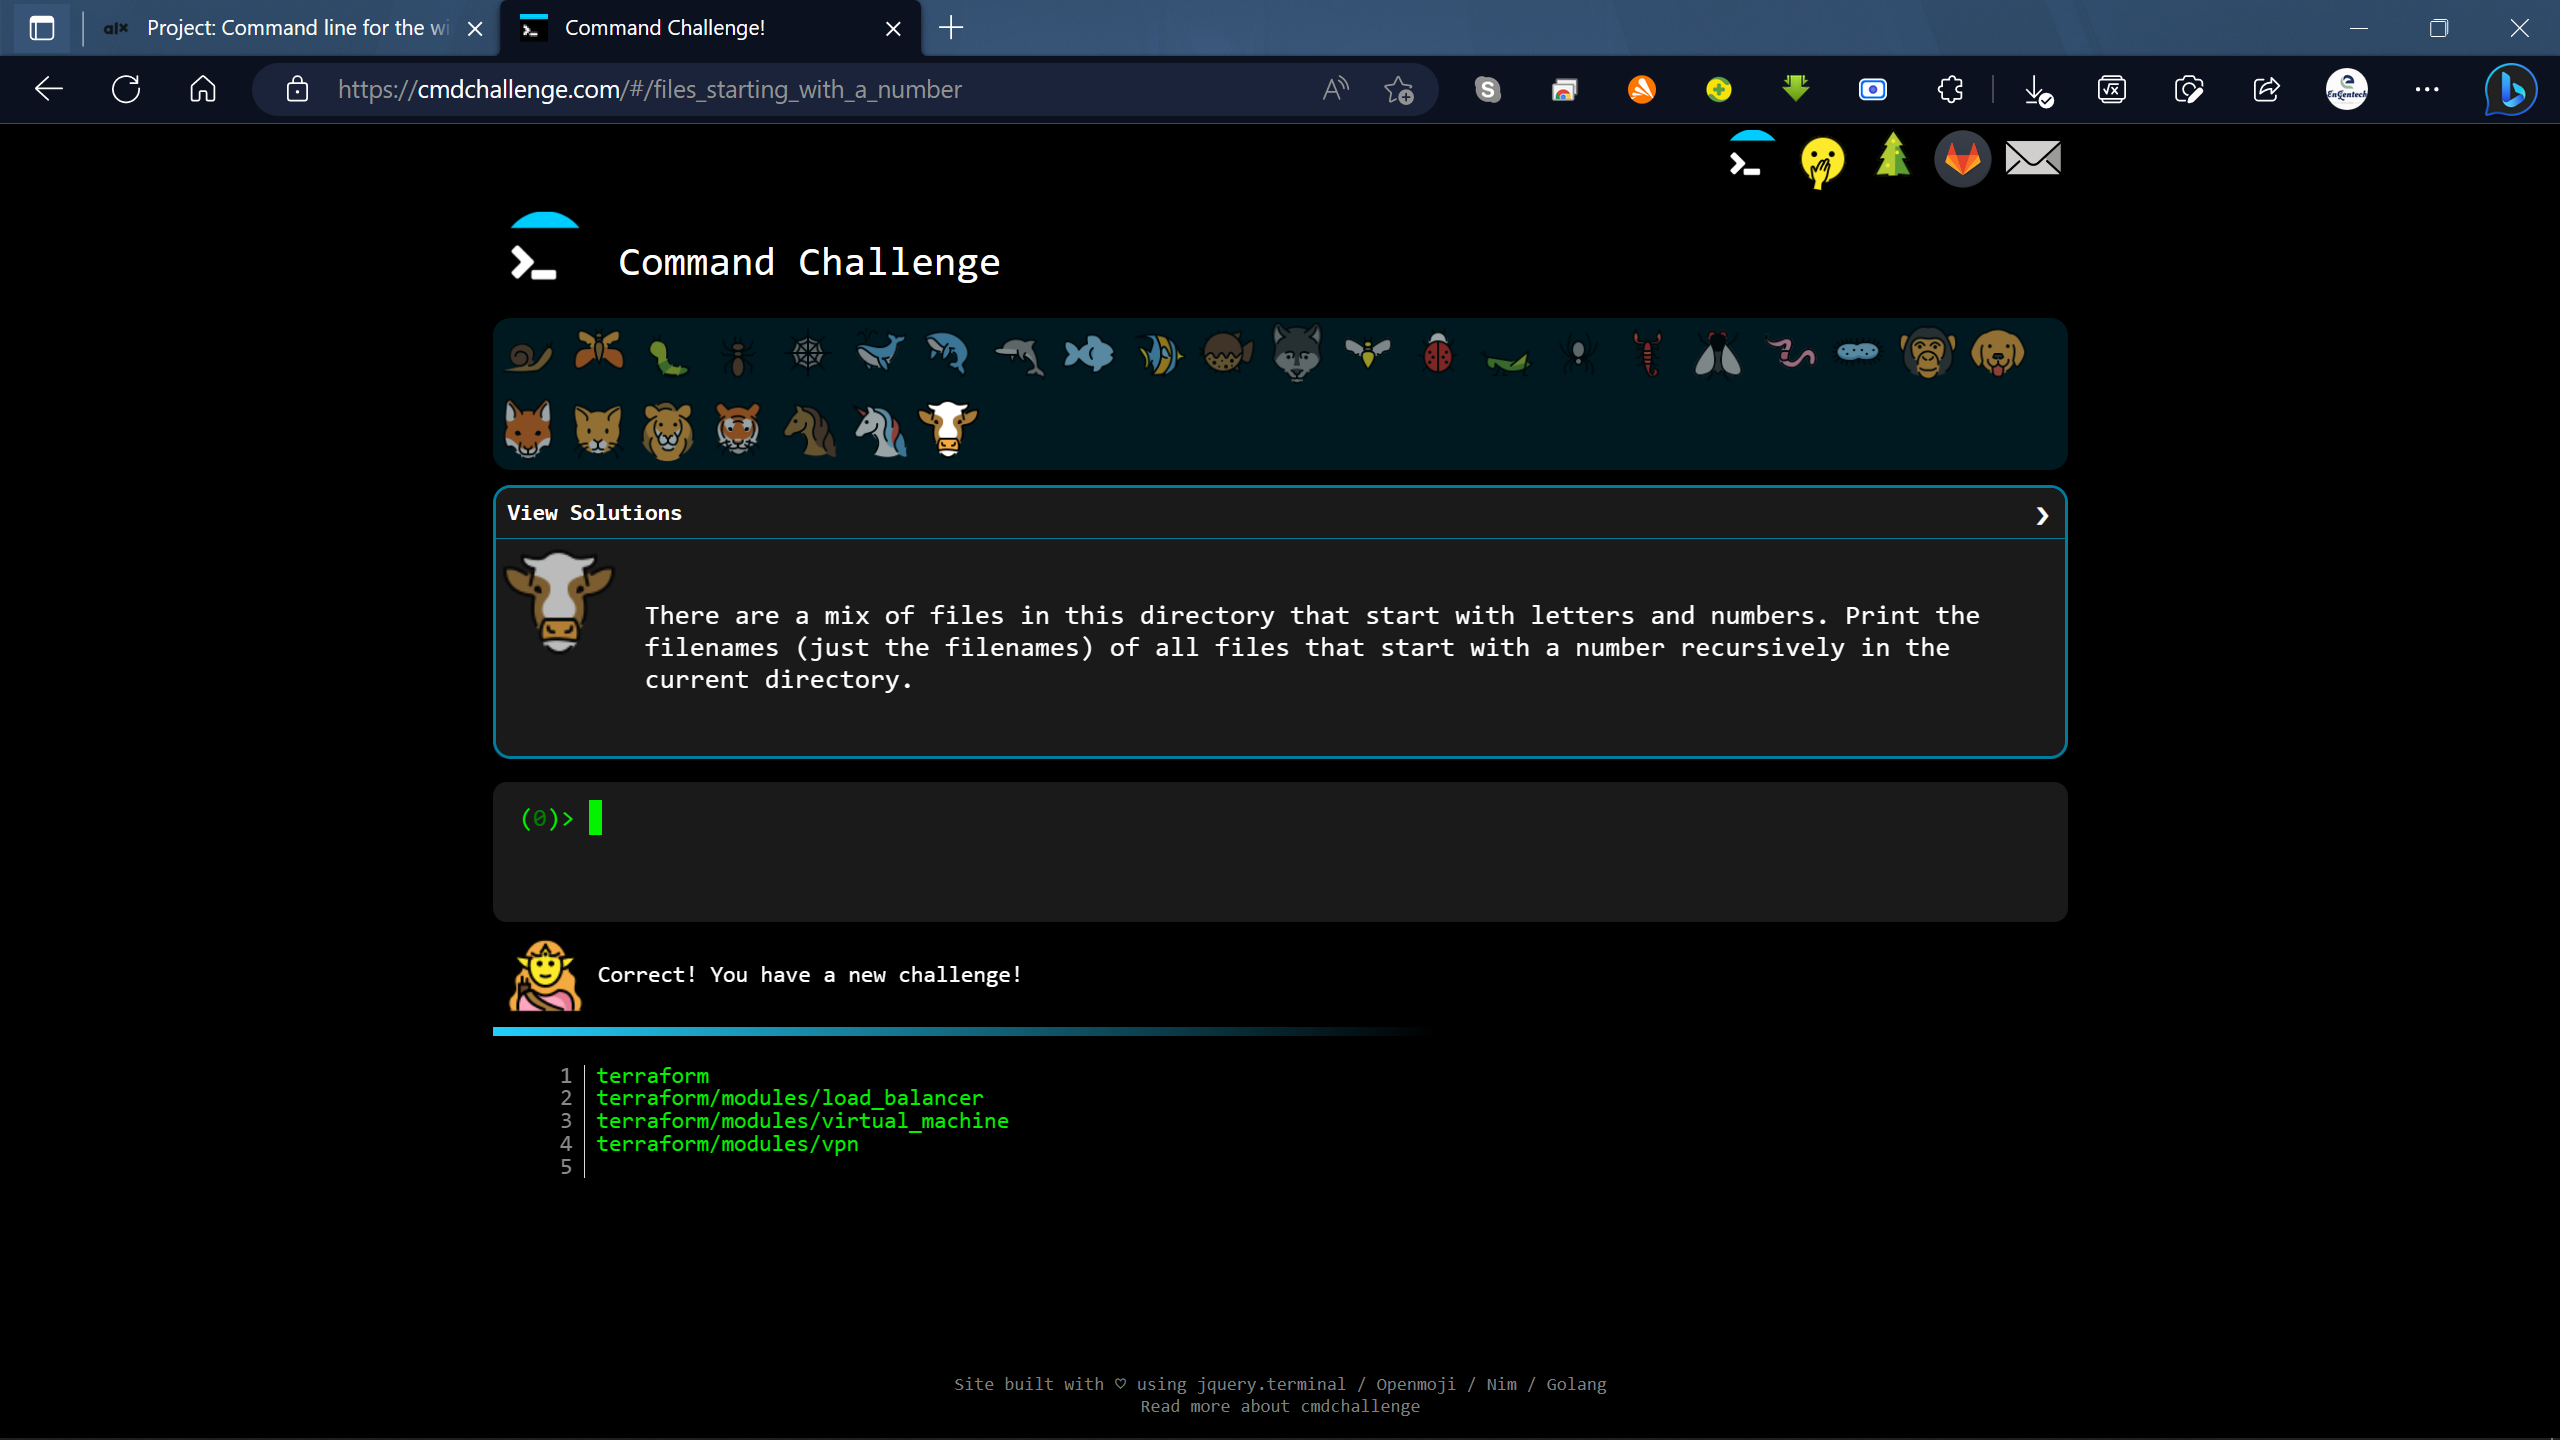 alx Project: Command line for the wi
Command Challenge!
https://cmdchallenge.com/#/files_starting_with_a_number
EnGentech
Command Challenge
View Solutions
There are a mix of files in this directory that start with letters and numbers. Print the
filenames (just the filenames) of all files that start with a number recursively in the
current directory.
(0)>
Correct! You have a new challenge!
1 terraform
2 terraform/modules/load_balancer
3 terraform/modules/virtual_machine
4 terraform/modules/vpn
5
Site built with ♡ using jquery.terminal / Openmoji / Nim / Golang
Read more about cmdchallenge